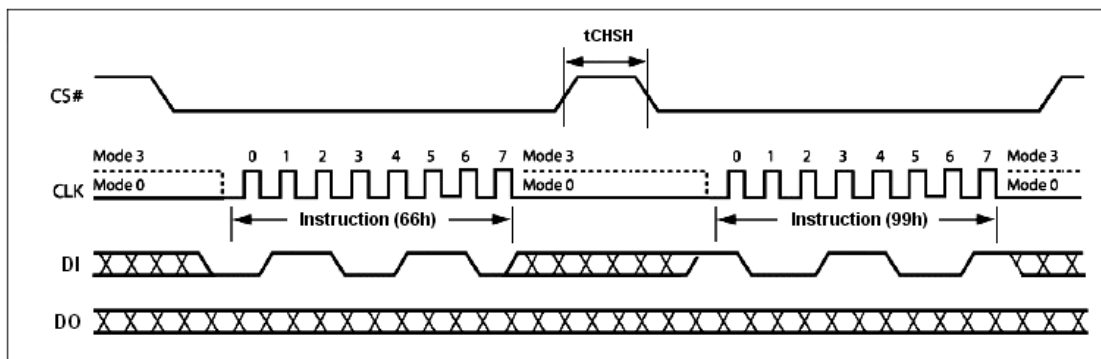 tCHSH
CS#
Mode 3 0 1 2 3 4 5 6 7 Mode 3 0 1 2 3 4 5 6 7 Mode 3
CLK Mode 0 Mode 0 Mode 0
Instruction (66h) Instruction (99h)
DI
DO